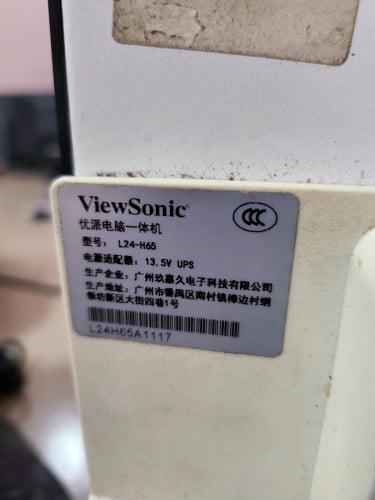 ViewSonic
优派电脑一体机
型号: L24-H65
电源适配器: 13.5V UPS
生产企业: 广州玖嘉久电子科技有限公司
生产地址: 广州市番禺区南村镇樟边村纲
领坊新区大街四巷1号
L24H65A1117
CCC